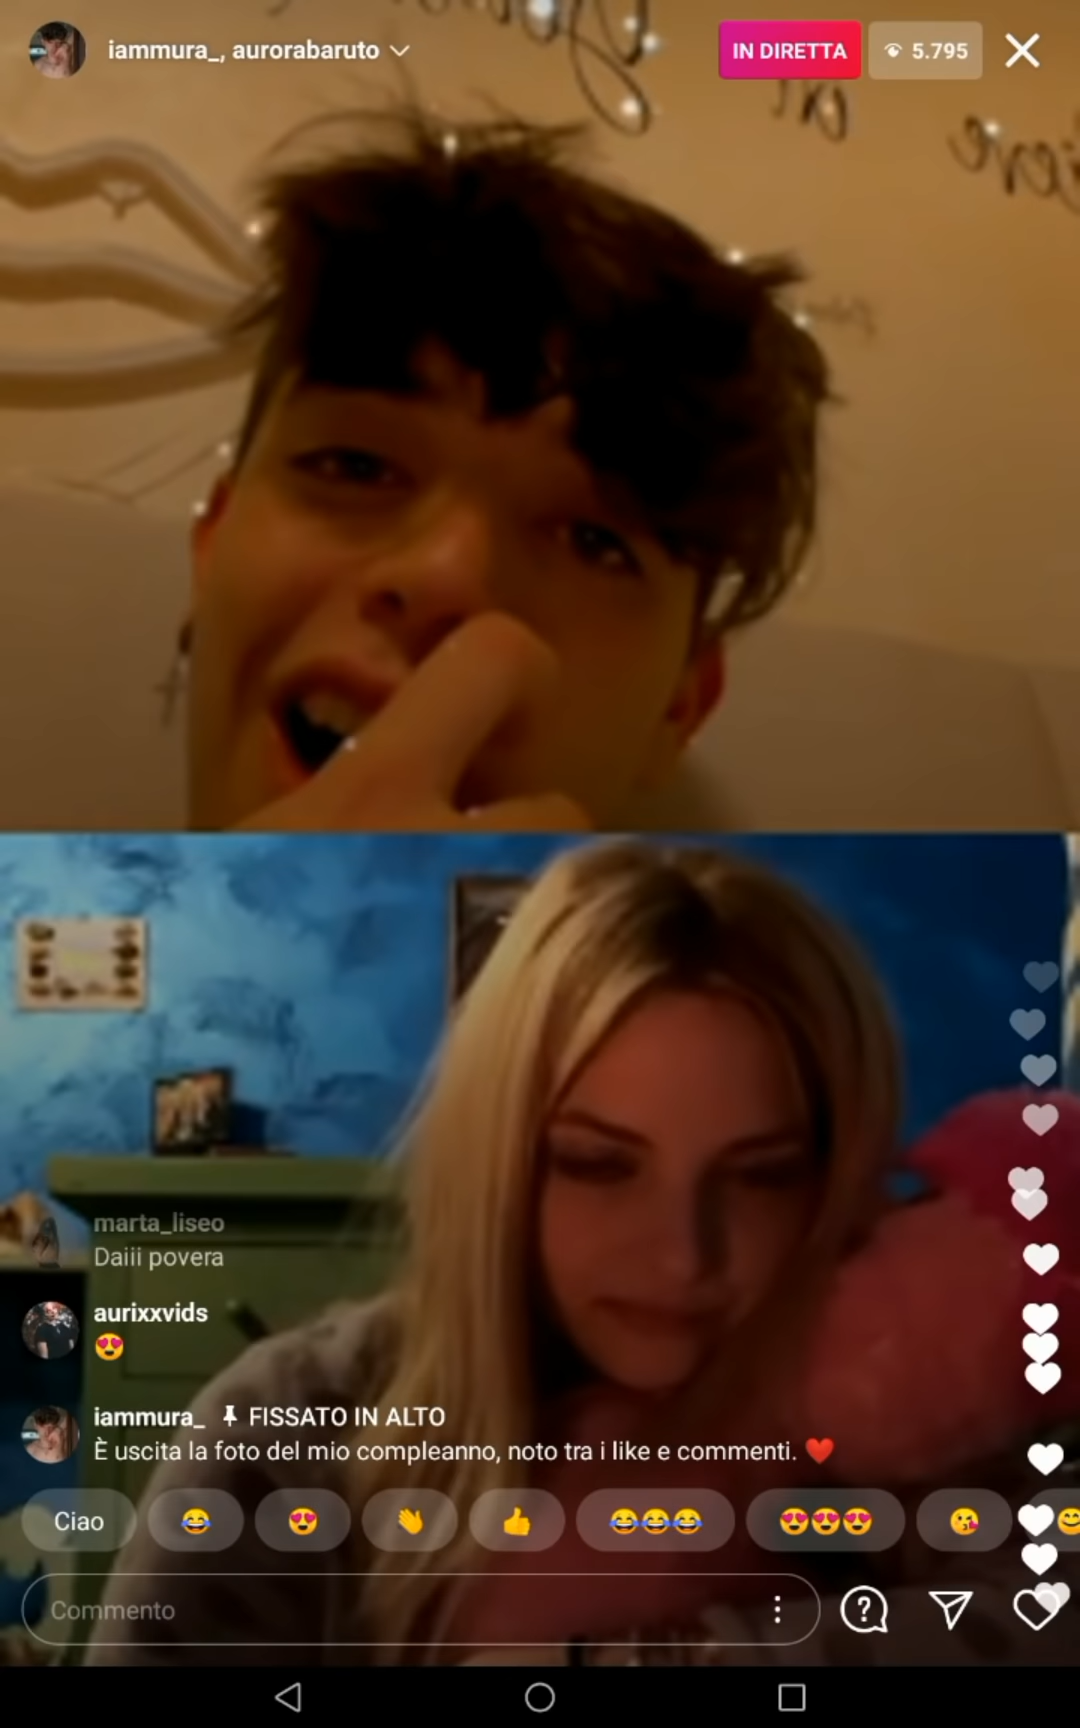 iammura_, aurorabaruto
IN DIRETTA
5.795
marta_liseo
Daiii povera
aurixxvids
😍
iammura_ 📌 FISSATO IN ALTO
È uscita la foto del mio compleanno, noto tra i like e commenti. ❤️
Ciao 😂 😍 👋 👍 😂😂😂 😍😍😍 😘 😊
Commento